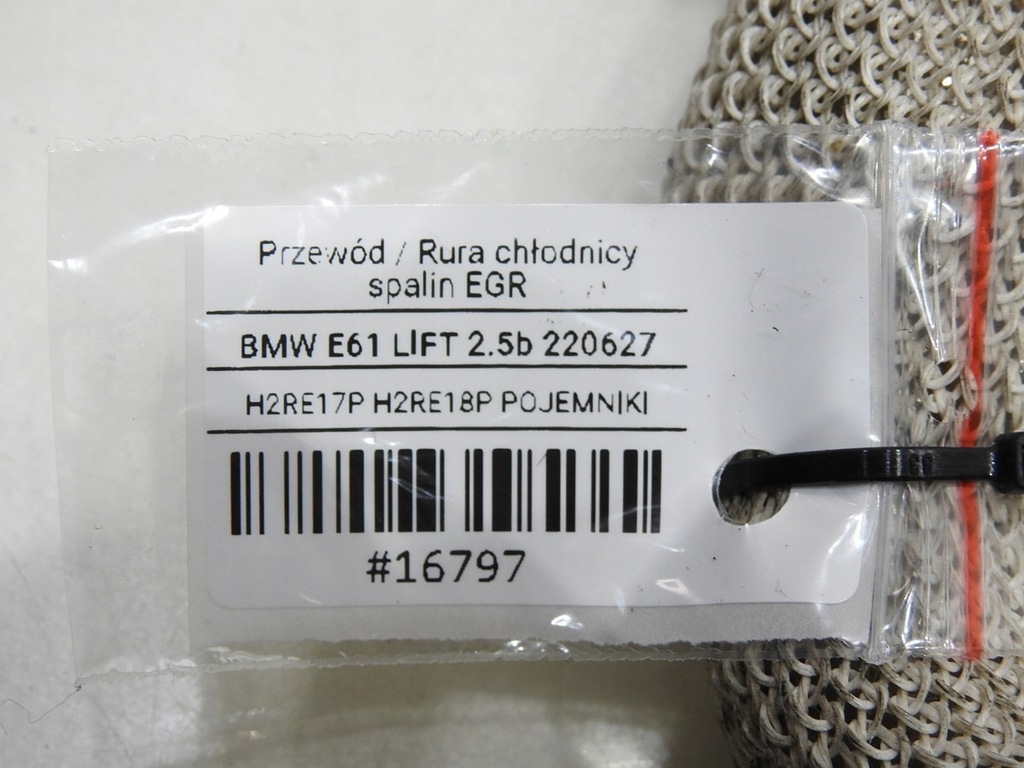 Przewód / Rura chłodnicy
spalin EGR
BMW E61 LIFT 2.5b 220627
H2RE17P H2RE18P POJEMNIKI
#16797